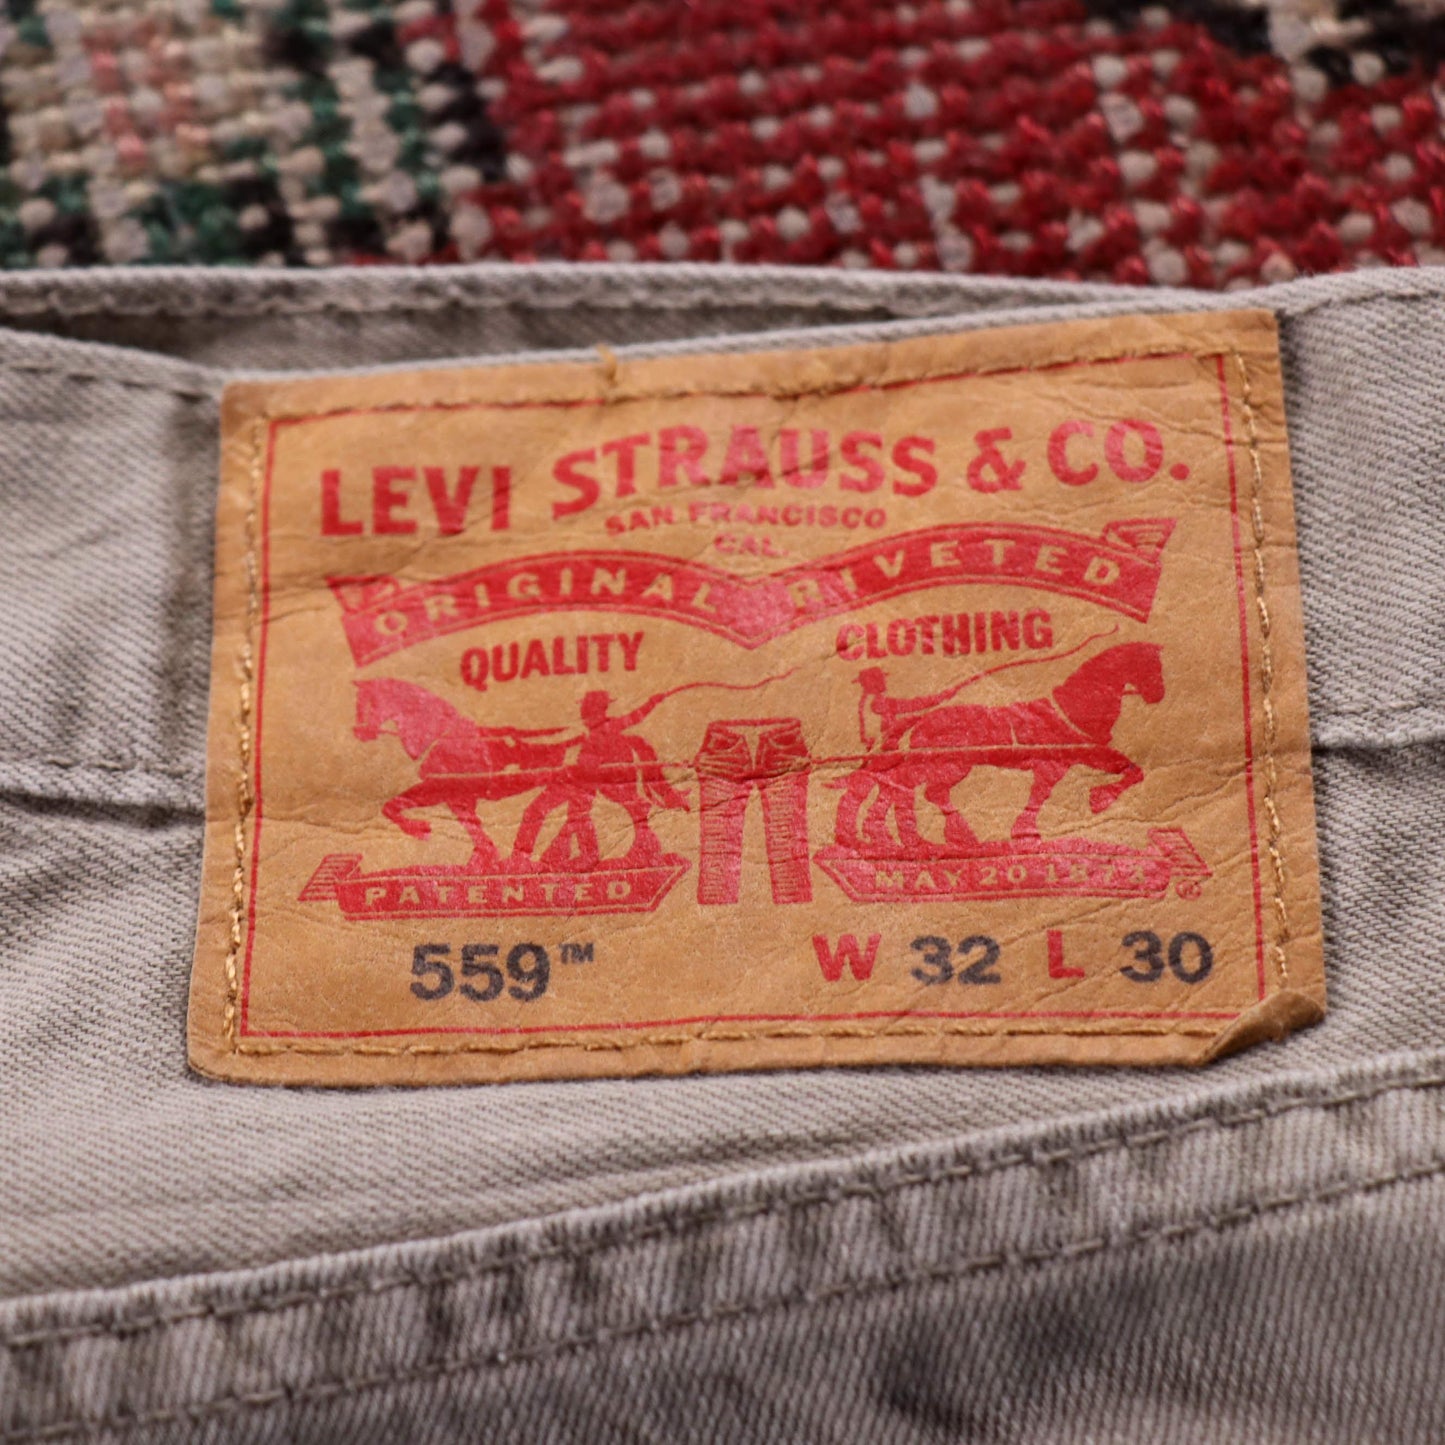 LEVI STRAUSS & CO.
SAN FRANCISCO
CAL.
ORIGINAL RIVETED
QUALITY CLOTHING
PATENTED MAY 20 1873 ®
559™ W 32 L 30